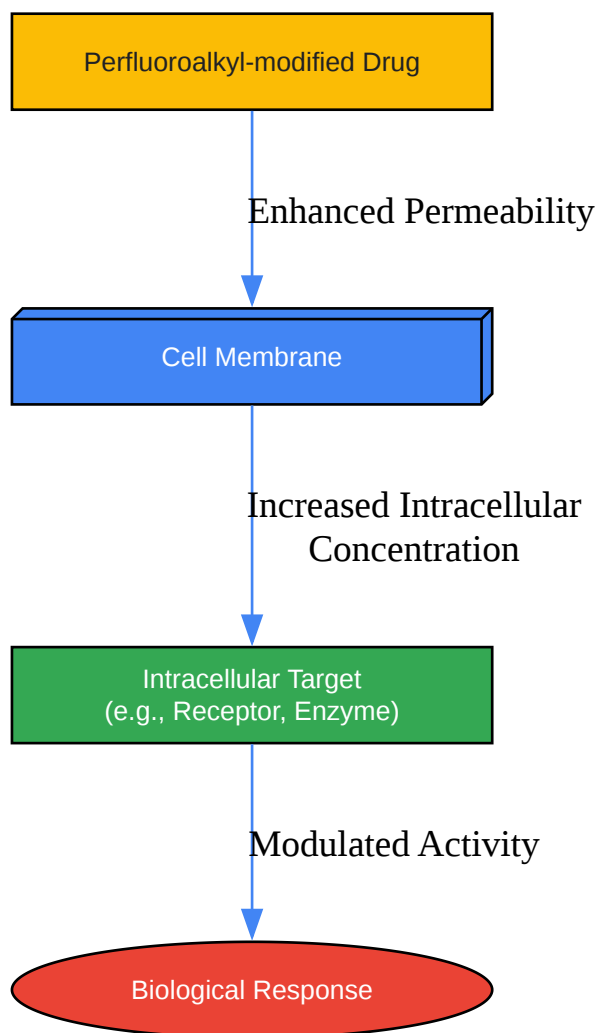 Perfluoroalkyl-modified Drug
Enhanced Permeability
Cell Membrane
Increased Intracellular
Concentration
Intracellular Target
(e.g., Receptor, Enzyme)
Modulated Activity
Biological Response